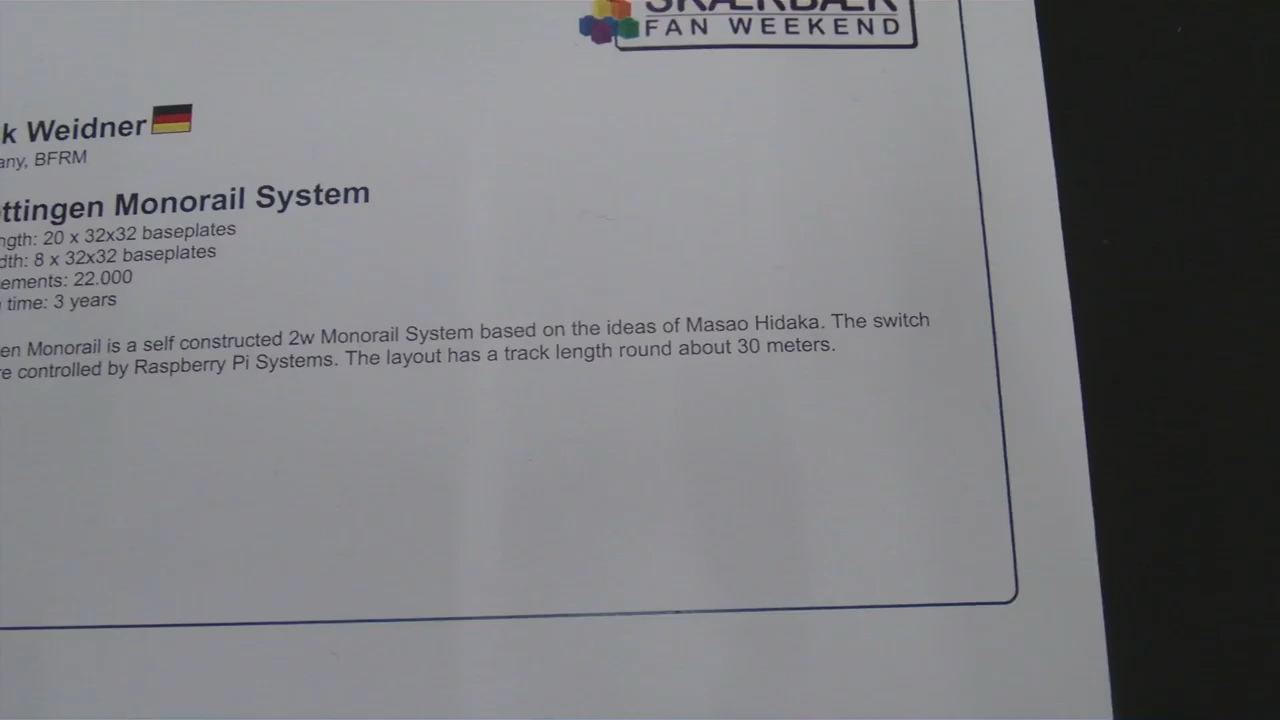 SKÆRBÆK
FAN WEEKEND
k Weidner
any, BFRM
ttingen Monorail System
ngth: 20 x 32x32 baseplates
dth: 8 x 32x32 baseplates
ements: 22.000
time: 3 years
en Monorail is a self constructed 2w Monorail System based on the ideas of Masao Hidaka. The switch
re controlled by Raspberry Pi Systems. The layout has a track length round about 30 meters.